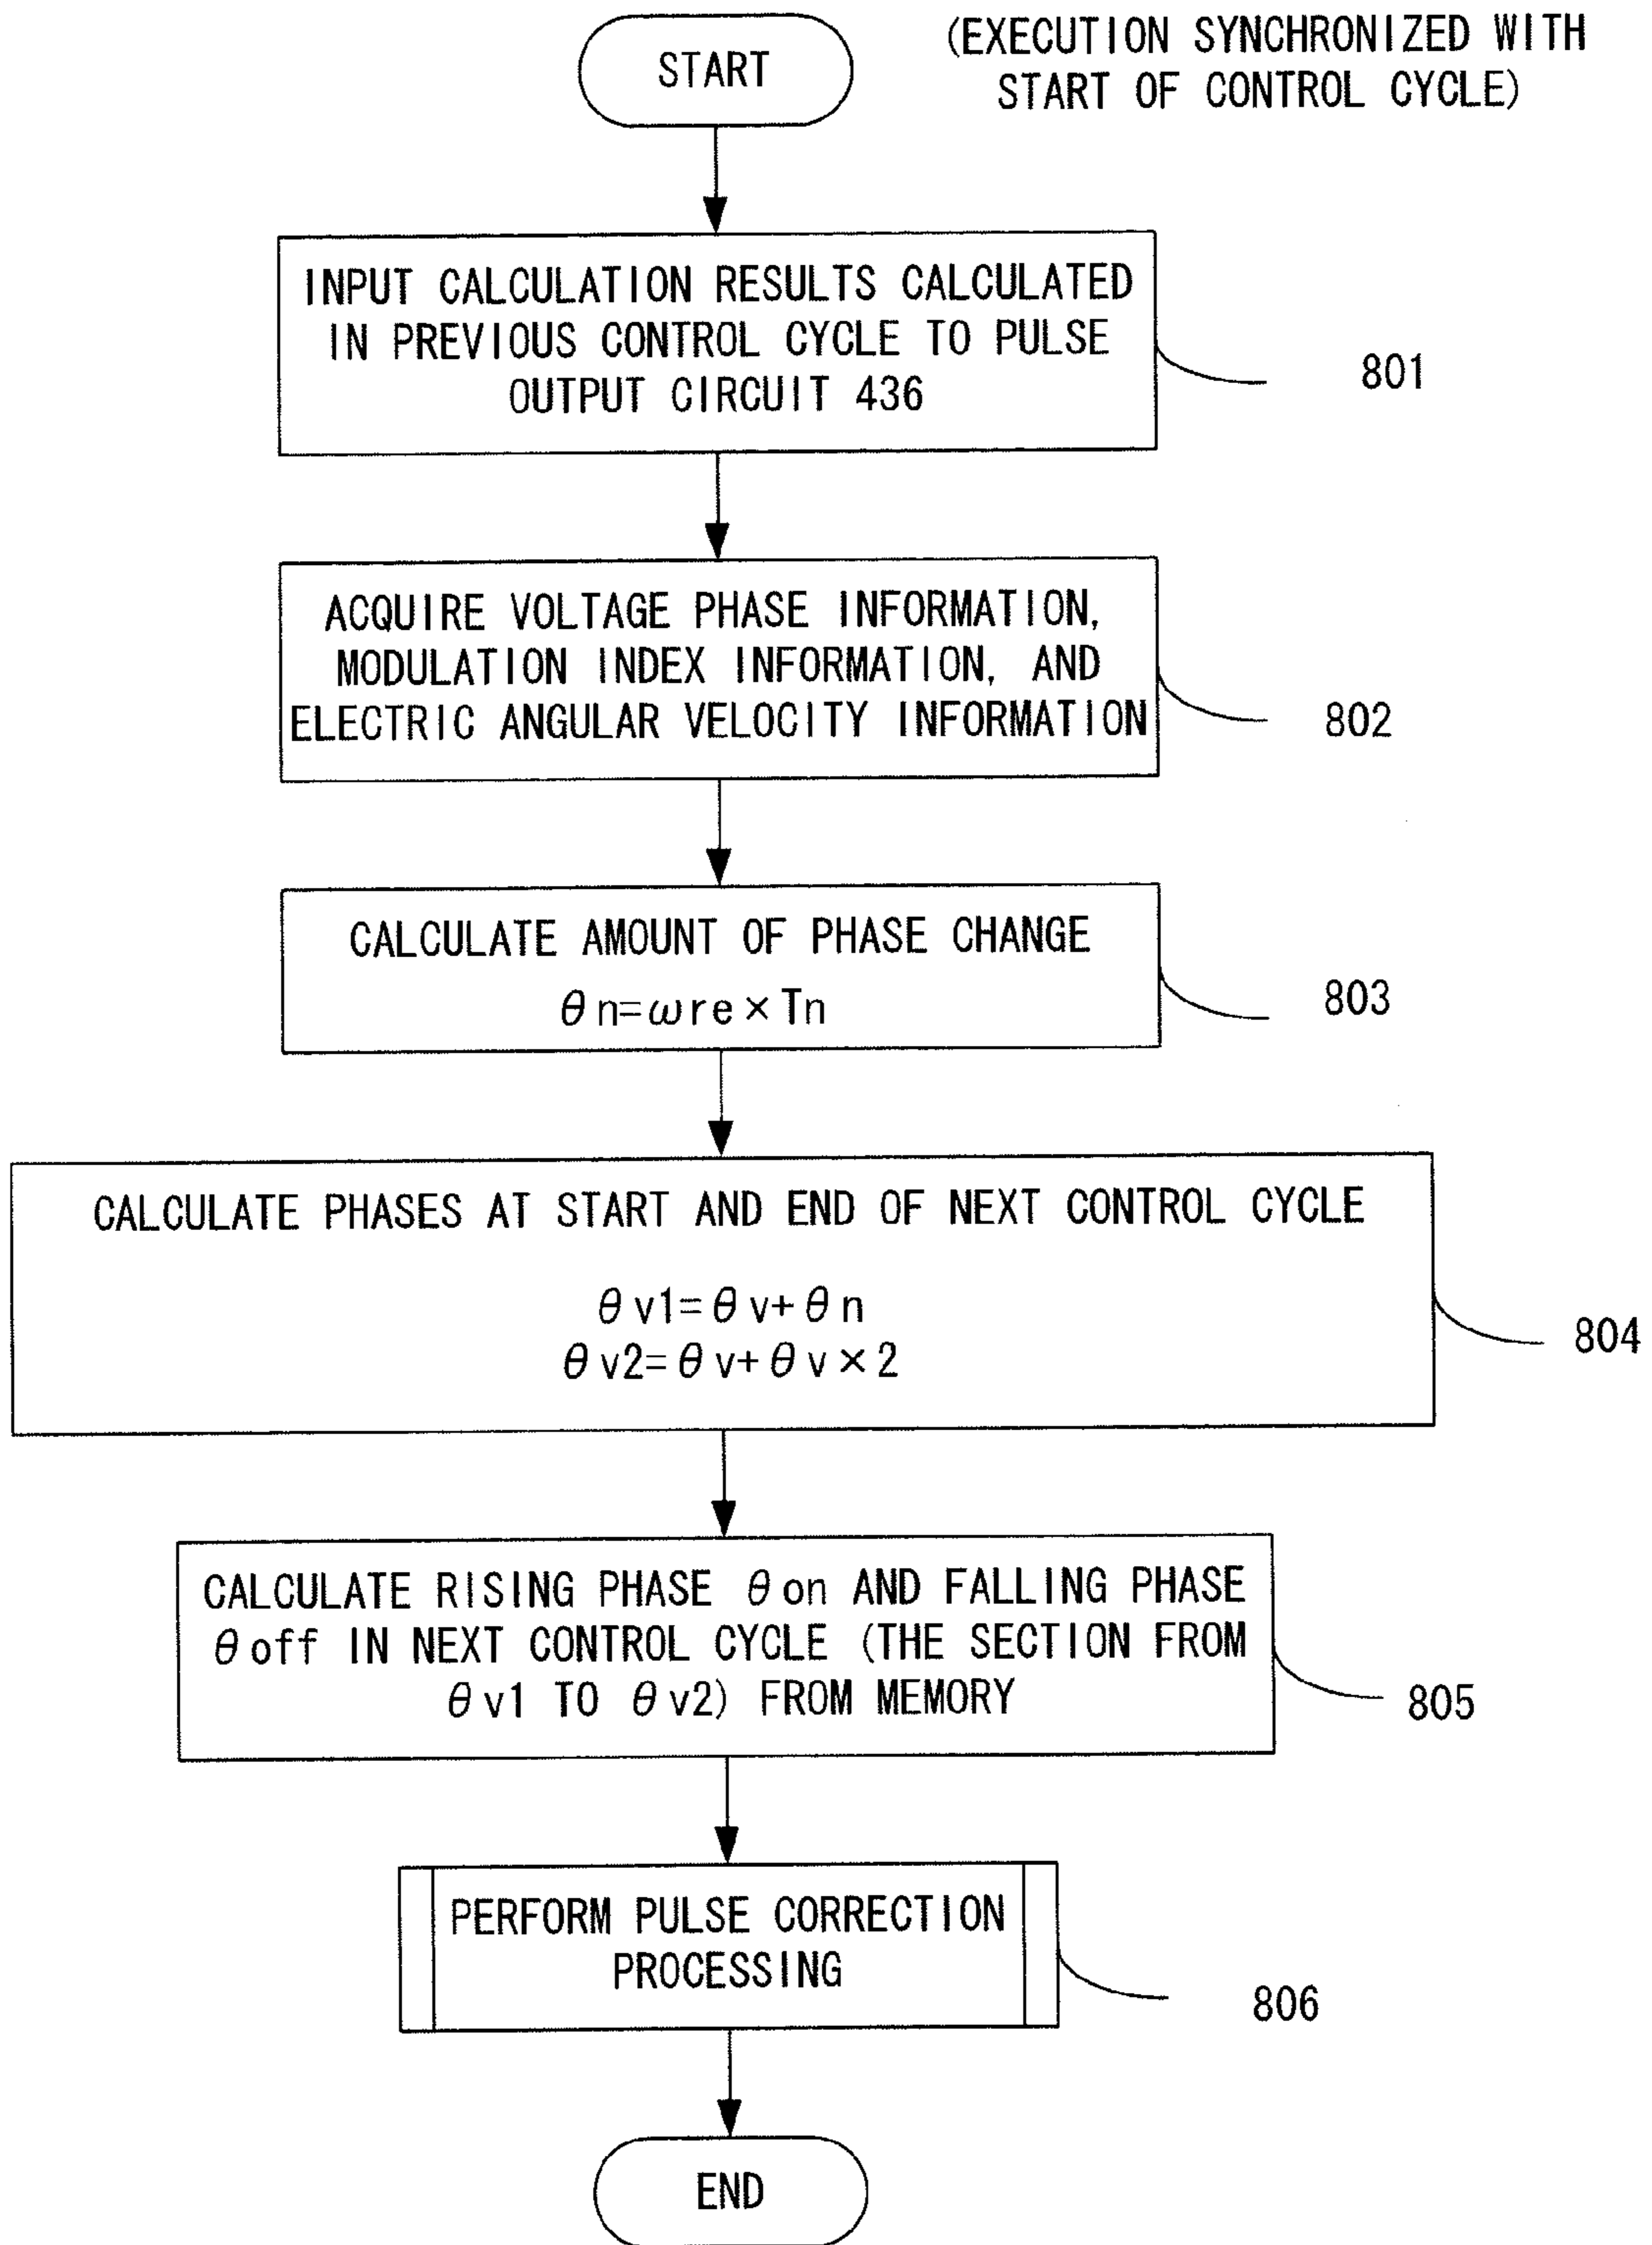 START
(EXECUTION SYNCHRONIZED WITH
START OF CONTROL CYCLE)
INPUT CALCULATION RESULTS CALCULATED
IN PREVIOUS CONTROL CYCLE TO PULSE
OUTPUT CIRCUIT 436
801
ACQUIRE VOLTAGE PHASE INFORMATION,
MODULATION INDEX INFORMATION, AND
ELECTRIC ANGULAR VELOCITY INFORMATION
802
CALCULATE AMOUNT OF PHASE CHANGE
θn=ωre×Tn
803
CALCULATE PHASES AT START AND END OF NEXT CONTROL CYCLE
θv1=θv+θn
θv2=θv+θv×2
804
CALCULATE RISING PHASE θon AND FALLING PHASE
θoff IN NEXT CONTROL CYCLE (THE SECTION FROM
θv1 TO θv2) FROM MEMORY
805
PERFORM PULSE CORRECTION
PROCESSING
806
END